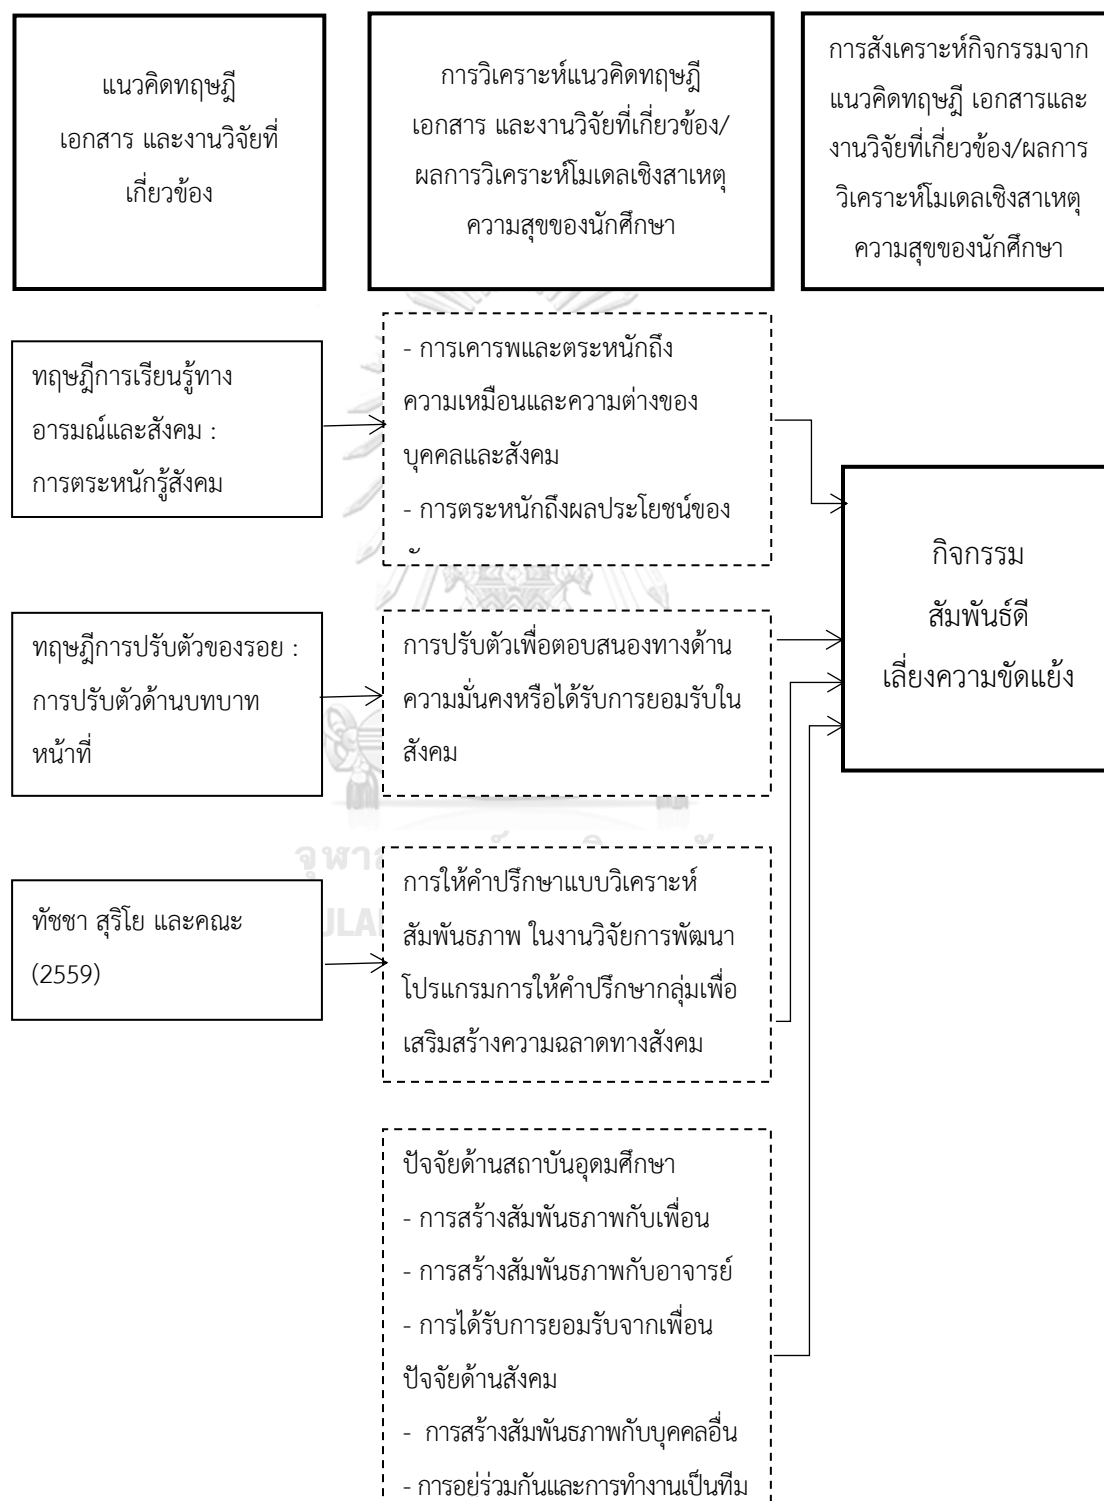 แนวคิดทฤษฎี
เอกสาร และงานวิจัยที่
เกี่ยวข้อง
การวิเคราะห์แนวคิดทฤษฎี
เอกสาร และงานวิจัยที่เกี่ยวข้อง/
ผลการวิเคราะห์โมเดลเชิงสาเหตุ
ความสุขของนักศึกษา
การสังเคราะห์กิจกรรมจาก
แนวคิดทฤษฎี เอกสารและ
งานวิจัยที่เกี่ยวข้อง/ผลการ
วิเคราะห์โมเดลเชิงสาเหตุ
ความสุขของนักศึกษา
ทฤษฎีการเรียนรู้ทาง
อารมณ์และสังคม :
การตระหนักรู้สังคม
- การเคารพและตระหนักถึง
ความเหมือนและความต่างของ
บุคคลและสังคม
- การตระหนักถึงผลประโยชน์ของ
กิจกรรม
สัมพันธ์ดี
เลี่ยงความขัดแย้ง
ทฤษฎีการปรับตัวของรอย :
การปรับตัวด้านบทบาท
หน้าที่
การปรับตัวเพื่อตอบสนองทางด้าน
ความมั่นคงหรือได้รับการยอมรับใน
สังคม
ทัชชา สุริโย และคณะ
(2559)
การให้คำปรึกษาแบบวิเคราะห์
สัมพันธภาพ ในงานวิจัยการพัฒนา
โปรแกรมการให้คำปรึกษากลุ่มเพื่อ
เสริมสร้างความฉลาดทางสังคม
ปัจจัยด้านสถาบันอุดมศึกษา
- การสร้างสัมพันธภาพกับเพื่อน
- การสร้างสัมพันธภาพกับอาจารย์
- การได้รับการยอมรับจากเพื่อน
ปัจจัยด้านสังคม
- การสร้างสัมพันธภาพกับบุคคลอื่น
- การอยู่ร่วมกันและการทำงานเป็นทีม